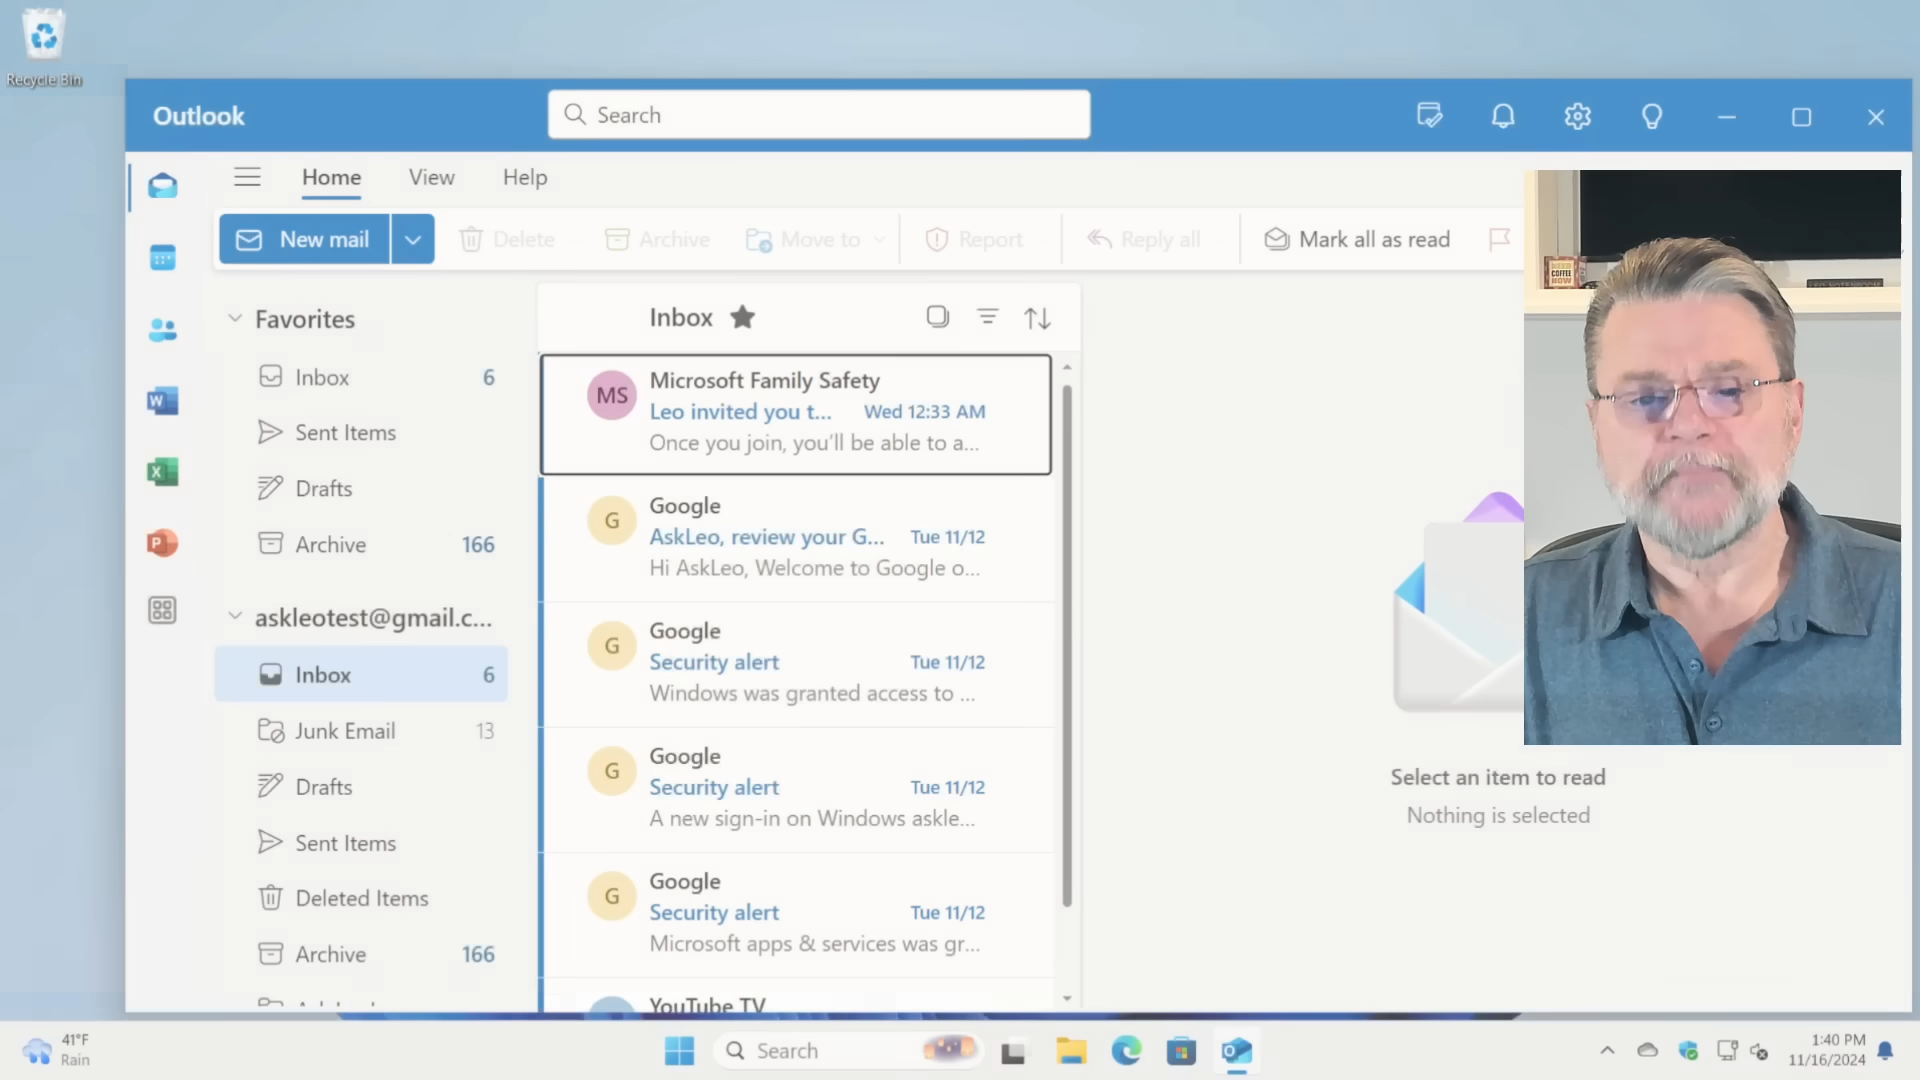 Recycle Bin
Outlook
Search
Home
View
Help
New mail
Delete
Archive
Move to
Report
Reply all
Mark all as read
Favorites
Inbox
6
Sent Items
Drafts
Archive
166
askleotest@gmail.c...
Inbox
6
Junk Email
13
Drafts
Sent Items
Deleted Items
Archive
166
Inbox
MS
Microsoft Family Safety
Leo invited you t...
Wed 12:33 AM
Once you join, you'll be able to a...
G
Google
AskLeo, review your G...
Tue 11/12
Hi AskLeo, Welcome to Google o...
G
Google
Security alert
Tue 11/12
Windows was granted access to ...
G
Google
Security alert
Tue 11/12
A new sign-in on Windows askle...
G
Google
Security alert
Tue 11/12
Microsoft apps & services was gr...
YouTube TV
NEED
COFFEE
NOW
Select an item to read
Nothing is selected
41°F
Rain
Search
1:40 PM
11/16/2024